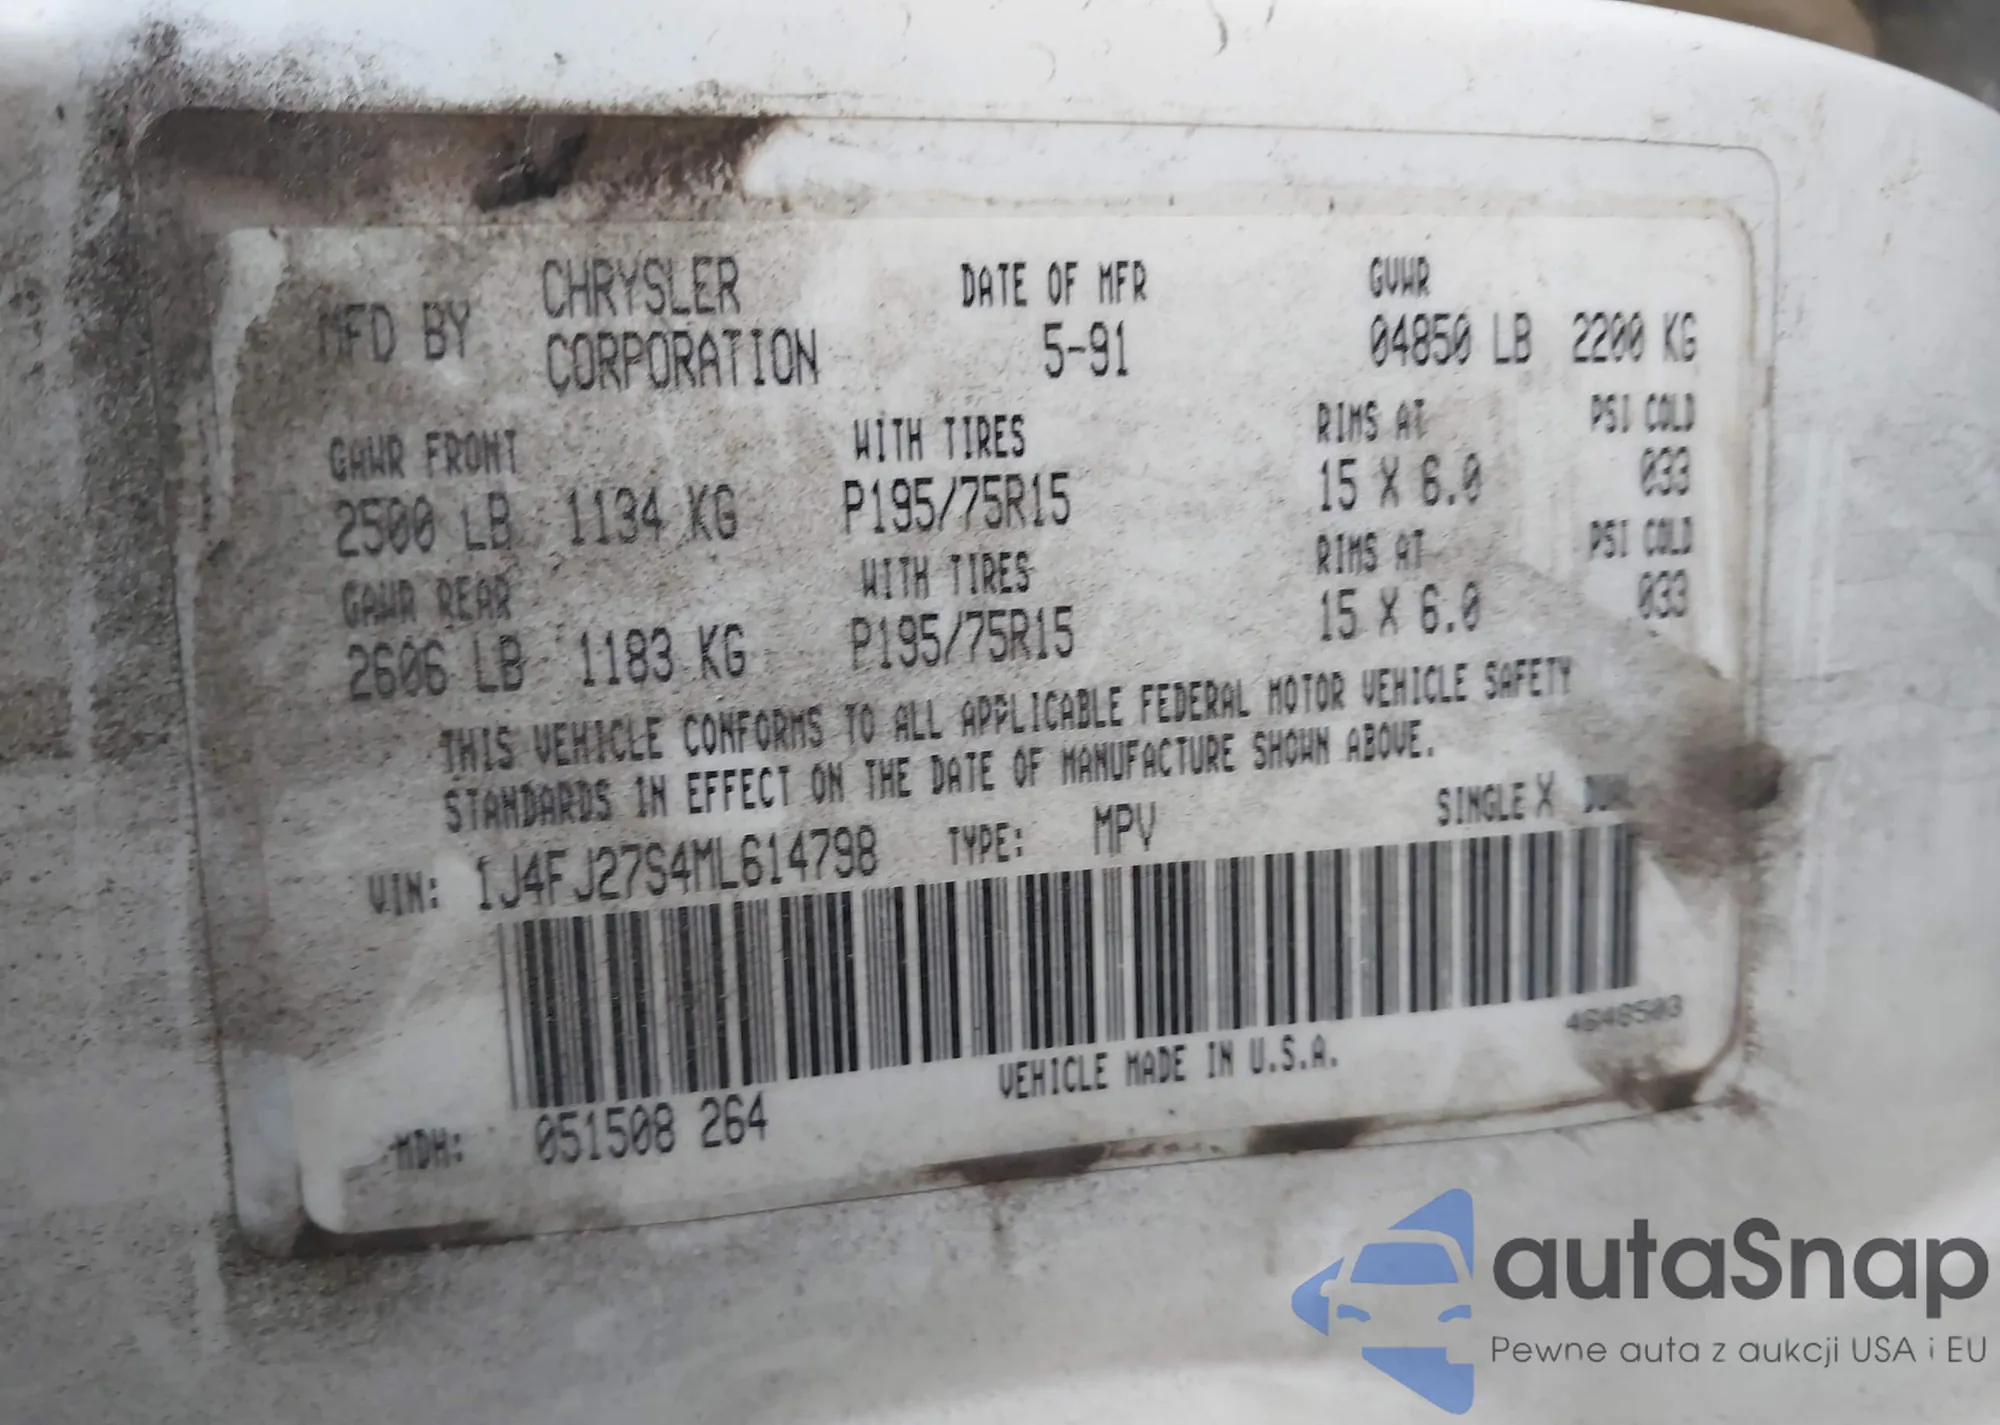 MFD BY CHRYSLER CORPORATION DATE OF MFR 5-91 GVWR 04850 LB 2200 KG
GAWR FRONT WITH TIRES RIMS AT PSI COLD
2500 LB 1134 KG P195/75R15 15 X 6.0 033
GAWR REAR WITH TIRES RIMS AT PSI COLD
2606 LB 1183 KG P195/75R15 15 X 6.0 033
THIS VEHICLE CONFORMS TO ALL APPLICABLE FEDERAL MOTOR VEHICLE SAFETY
STANDARDS IN EFFECT ON THE DATE OF MANUFACTURE SHOWN ABOVE.
VIN: 1J4FJ27S4ML614798 TYPE: MPV SINGLE X DUAL
4648503
VEHICLE MADE IN U.S.A.
MDH: 051508 264
autaSnap
Pewne auta z aukcji USA i EU